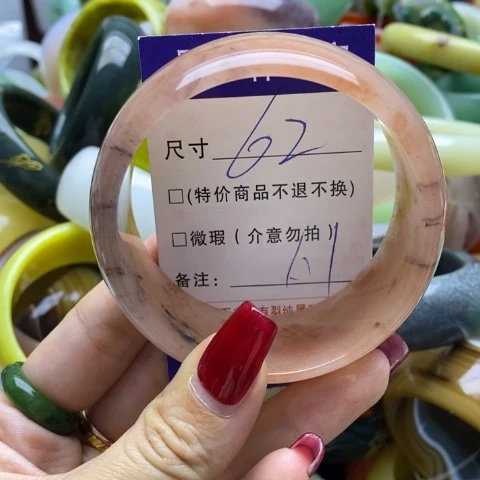 尺寸 62
□(特价商品不退不换)
□微瑕(介意勿拍)
备注: